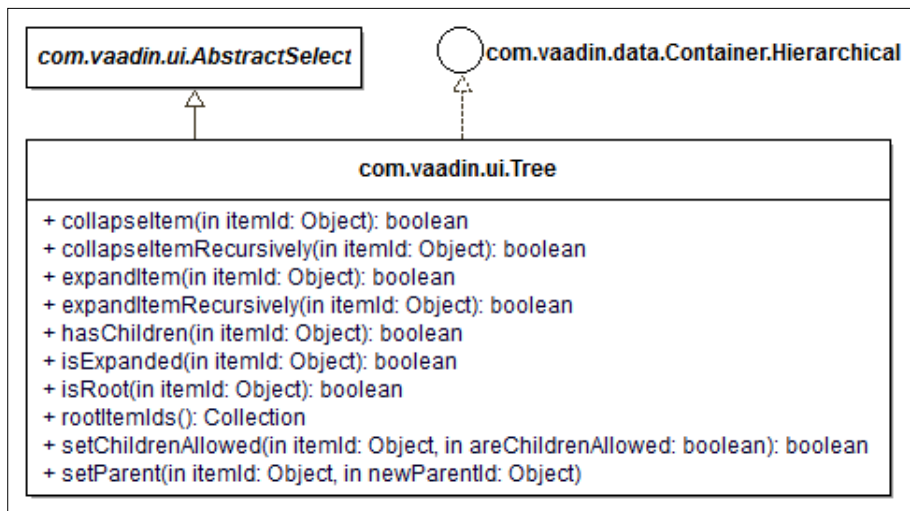 com.vaadin.ui.AbstractSelect
com.vaadin.data.Container.Hierarchical
com.vaadin.ui.Tree
+ collapseItem(in itemId: Object): boolean
+ collapseItemRecursively(in itemId: Object): boolean
+ expandItem(in itemId: Object): boolean
+ expandItemRecursively(in itemId: Object): boolean
+ hasChildren(in itemId: Object): boolean
+ isExpanded(in itemId: Object): boolean
+ isRoot(in itemId: Object): boolean
+ rootItemIds(): Collection
+ setChildrenAllowed(in itemId: Object, in areChildrenAllowed: boolean): boolean
+ setParent(in itemId: Object, in newParentId: Object)